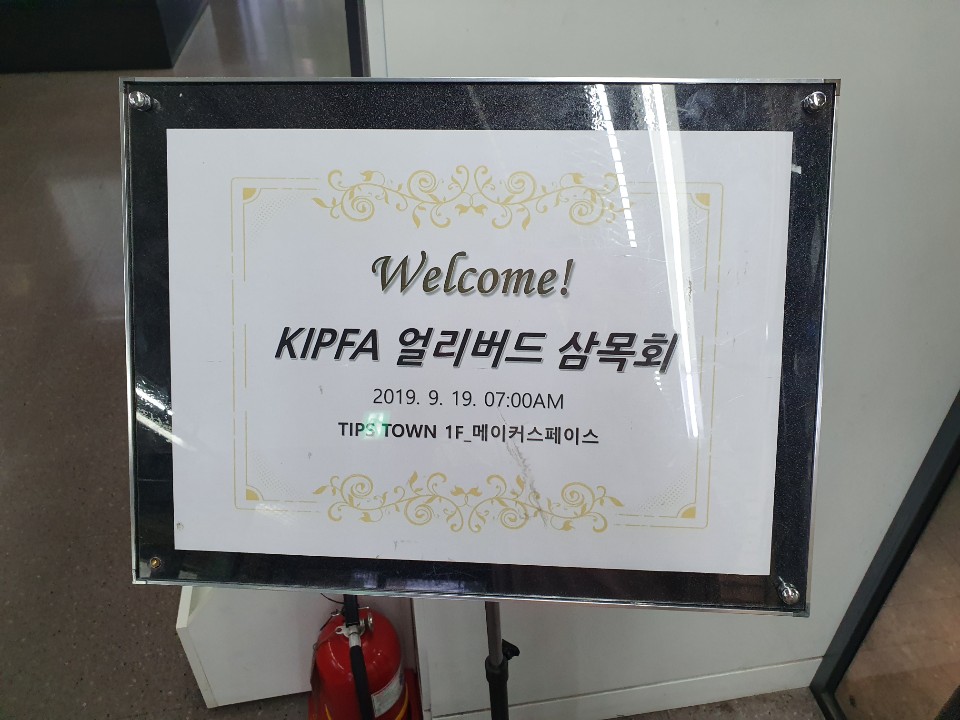 Welcome!
KIPFA 얼리버드 삼목회
2019. 9. 19. 07:00AM
TIPS TOWN 1F_메이커스페이스